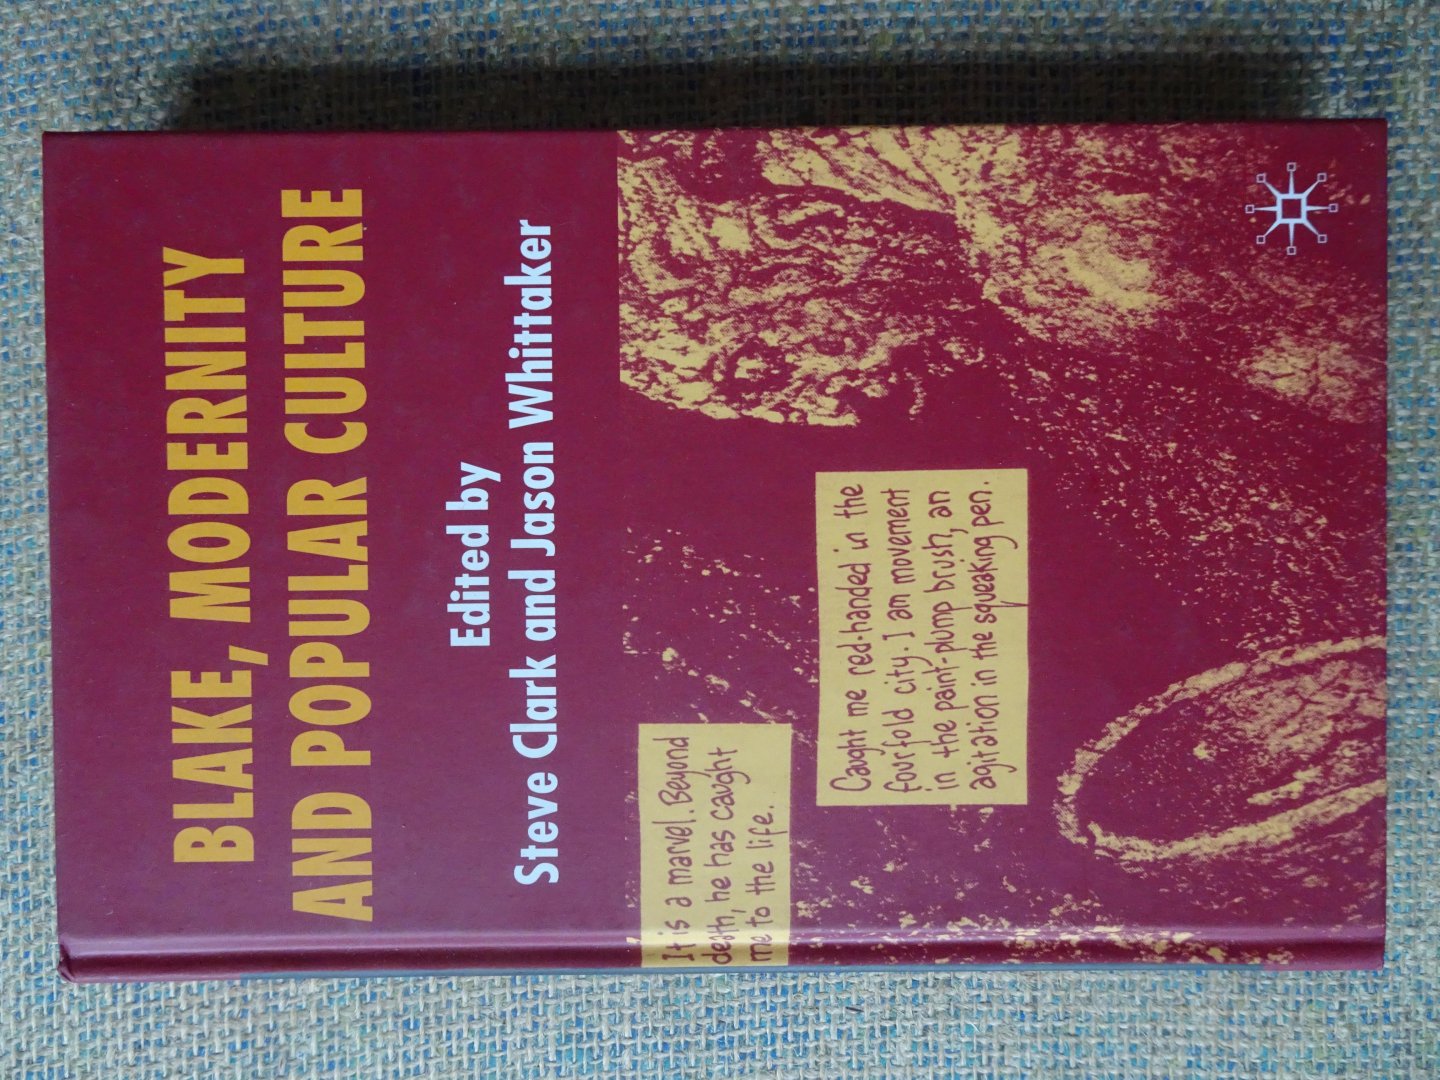 BLAKE, MODERNITY
AND POPULAR CULTURE
Edited by
Steve Clark and Jason Whittaker
It is a marvel. Beyond
depth, he has caught
me to the life.
Caught me red-handed in the
fourfold city. I am movement
in the paint-plump brush, an
agitation in the squeaking pen.